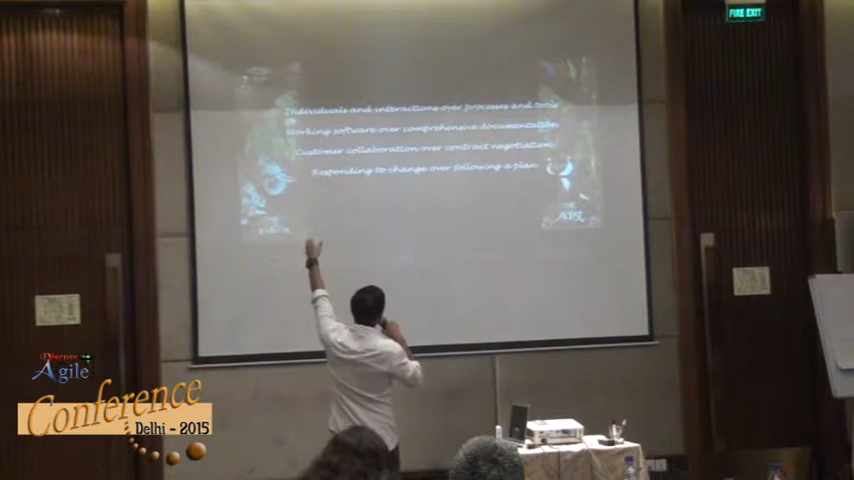 FIRE EXIT
Individuals and interactions over processes and tools
Working software over comprehensive documentation
Customer collaboration over contract negotiation
Responding to change over following a plan
Discuss
Agile
Conference
Delhi - 2015